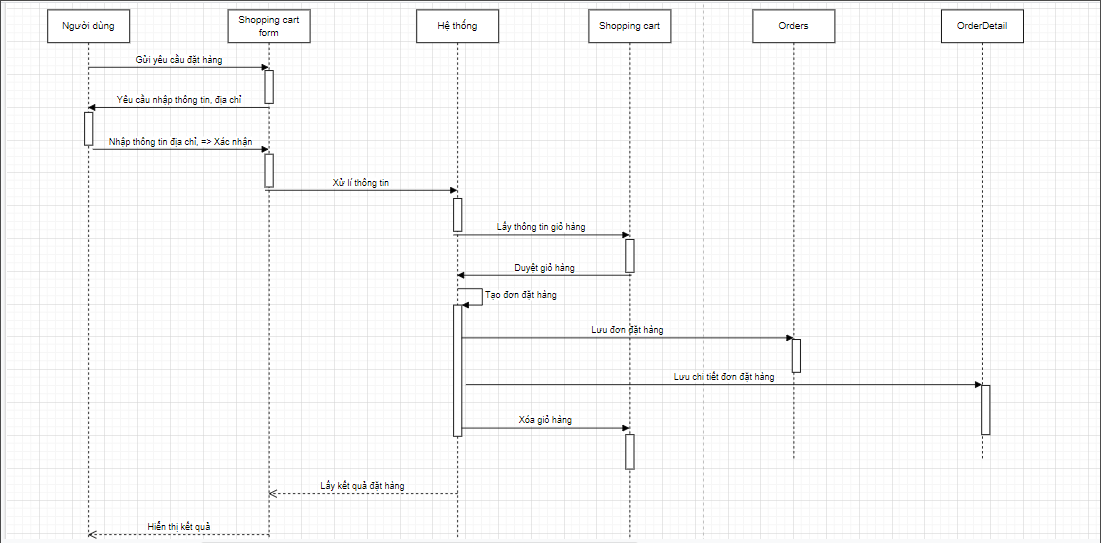 Người dùng
Shopping cart
form
Hệ thống
Shopping cart
Orders
OrderDetail
Gửi yêu cầu đặt hàng
Yêu cầu nhập thông tin, địa chỉ
Nhập thông tin địa chỉ, => Xác nhận
Xử lí thông tin
Lấy thông tin giỏ hàng
Duyệt giỏ hàng
Tạo đơn đặt hàng
Lưu đơn đặt hàng
Lưu chi tiết đơn đặt hàng
Xóa giỏ hàng
Lấy kết quả đặt hàng
Hiển thị kết quả